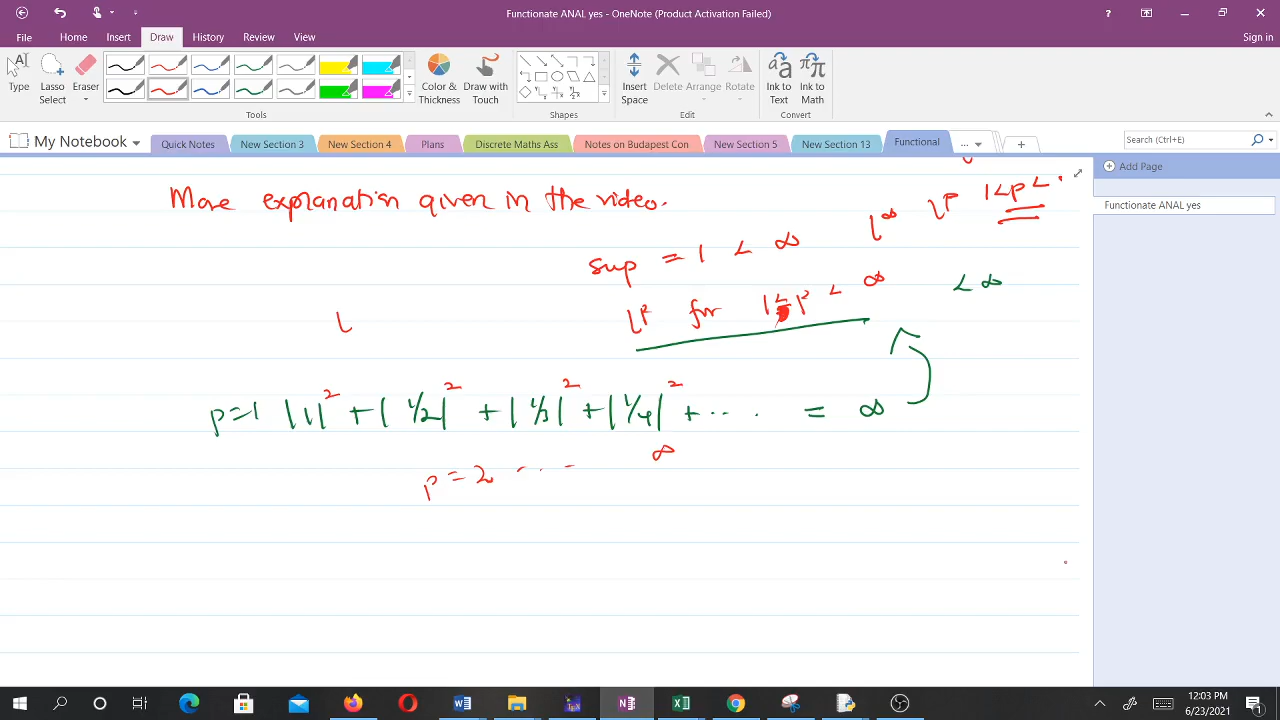 Functionate ANAL yes - OneNote (Product Activation Failed)
File Home Insert Draw History Review View Sign in
Type Lasso Select Eraser Color & Thickness Draw with Touch Insert Space Delete Arrange Rotate Ink to Text Ink to Math
Tools Shapes Edit Convert
My Notebook Quick Notes New Section 3 New Section 4 Plans Discrete Maths Ass Notes on Budapest Con New Section 5 New Section 13 Functional ... Search (Ctrl+E)
Add Page
Functionate ANAL yes
More explanation given in the video.
l^∞ l^p 1<p<
sup = 1 < ∞
l^p for 1<p < ∞ < ∞
l
p=1 |1|^2 + |1/2|^2 + |1/3|^2 + |1/4|^2 + ... = ∞
p=2 ... ∞
12:03 PM
6/23/2021